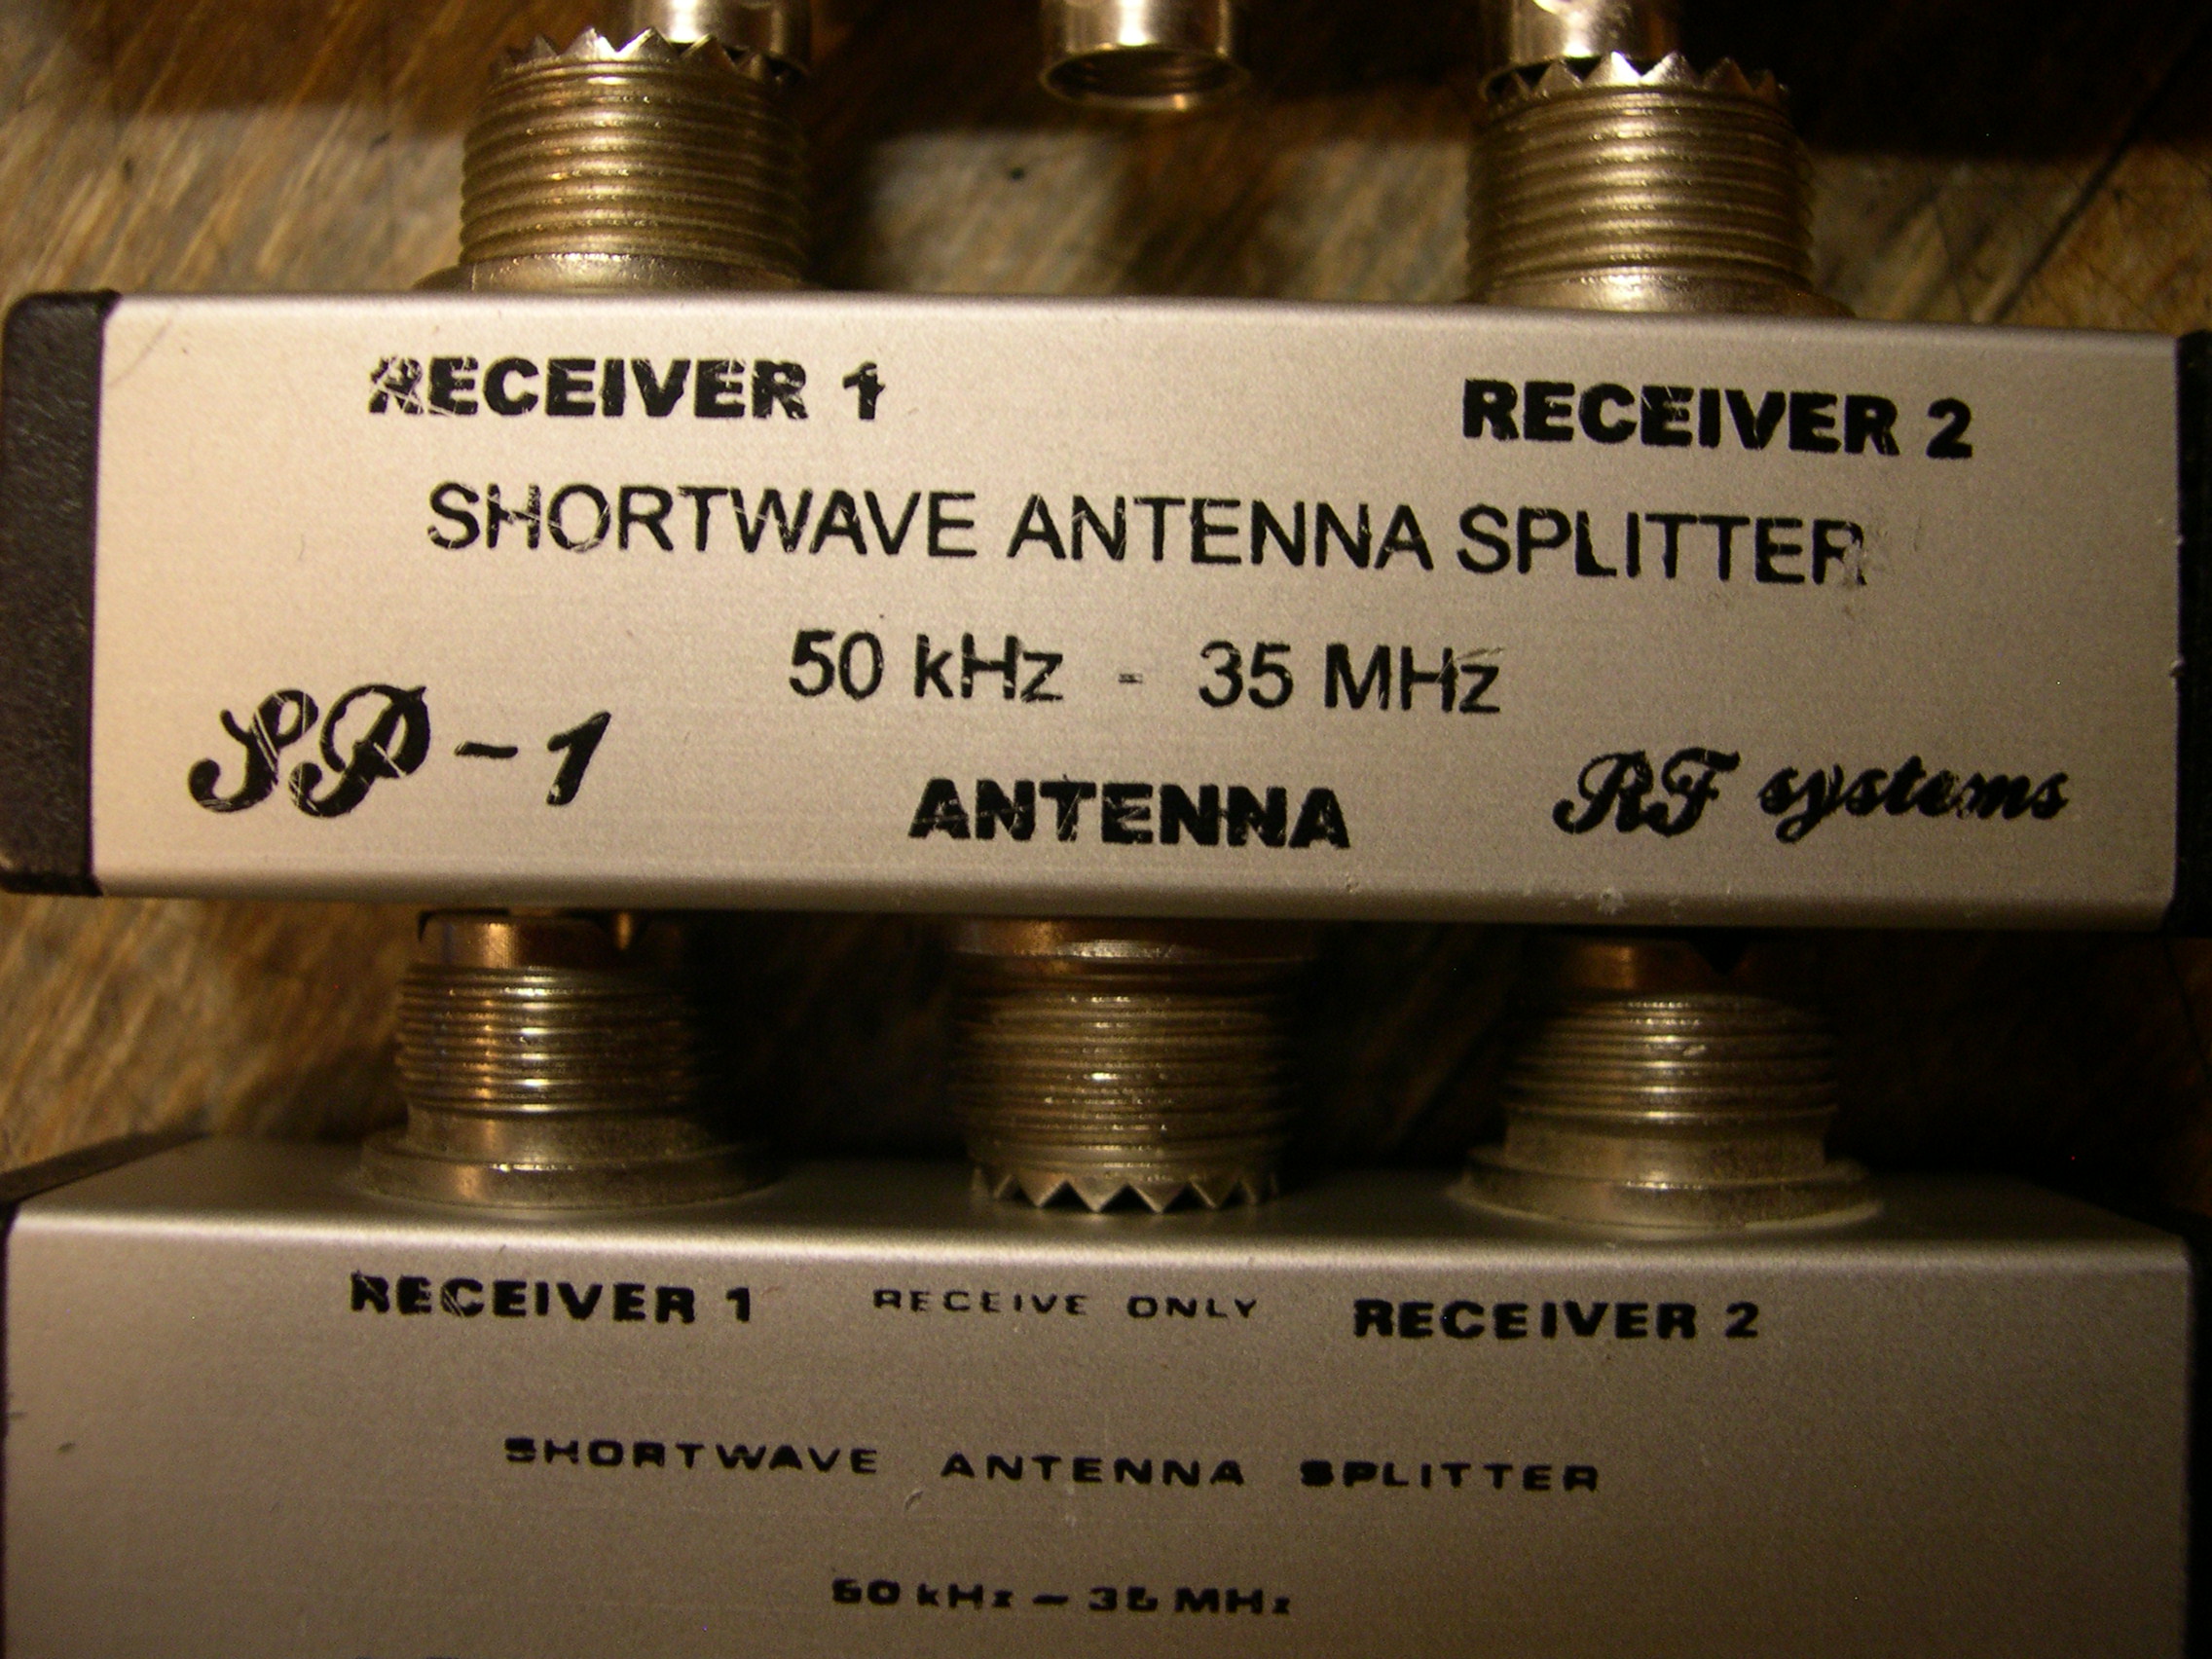 RECEIVER 1 RECEIVER 2
SHORTWAVE ANTENNA SPLITTER
50 kHz - 35 MHz
SP-1 ANTENNA RF systems
RECEIVER 1 RECEIVE ONLY RECEIVER 2
SHORTWAVE ANTENNA SPLITTER
50 kHz - 35 MHz